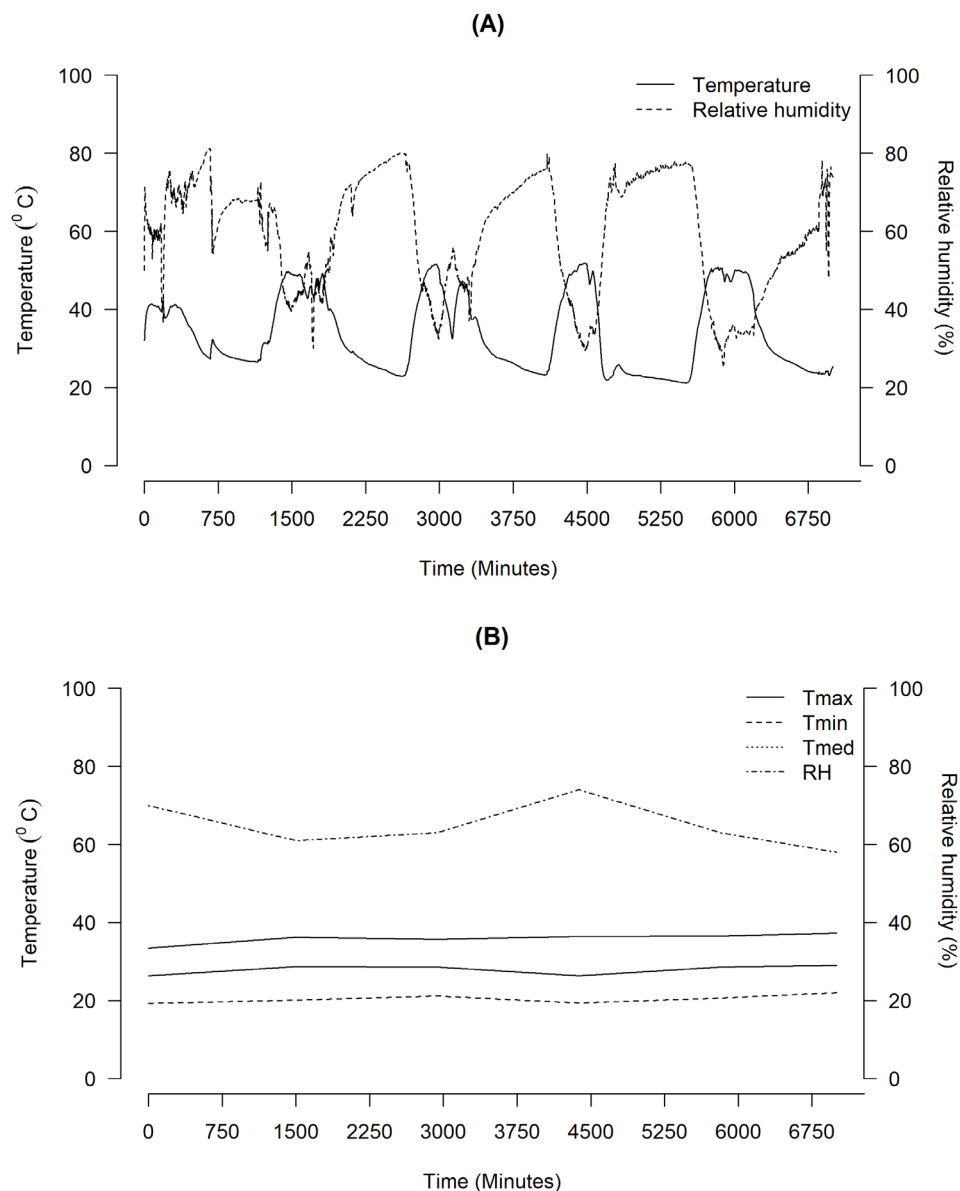 (A)
100
80
60
40
20
0
Temperature (⁰ C)
100
80
60
40
20
0
Relative humidity (%)
Temperature
Relative humidity
0 750 1500 2250 3000 3750 4500 5250 6000 6750
Time (Minutes)
(B)
100
80
60
40
20
0
Temperature (⁰ C)
100
80
60
40
20
0
Relative humidity (%)
Tmax
Tmin
Tmed
RH
0 750 1500 2250 3000 3750 4500 5250 6000 6750
Time (Minutes)